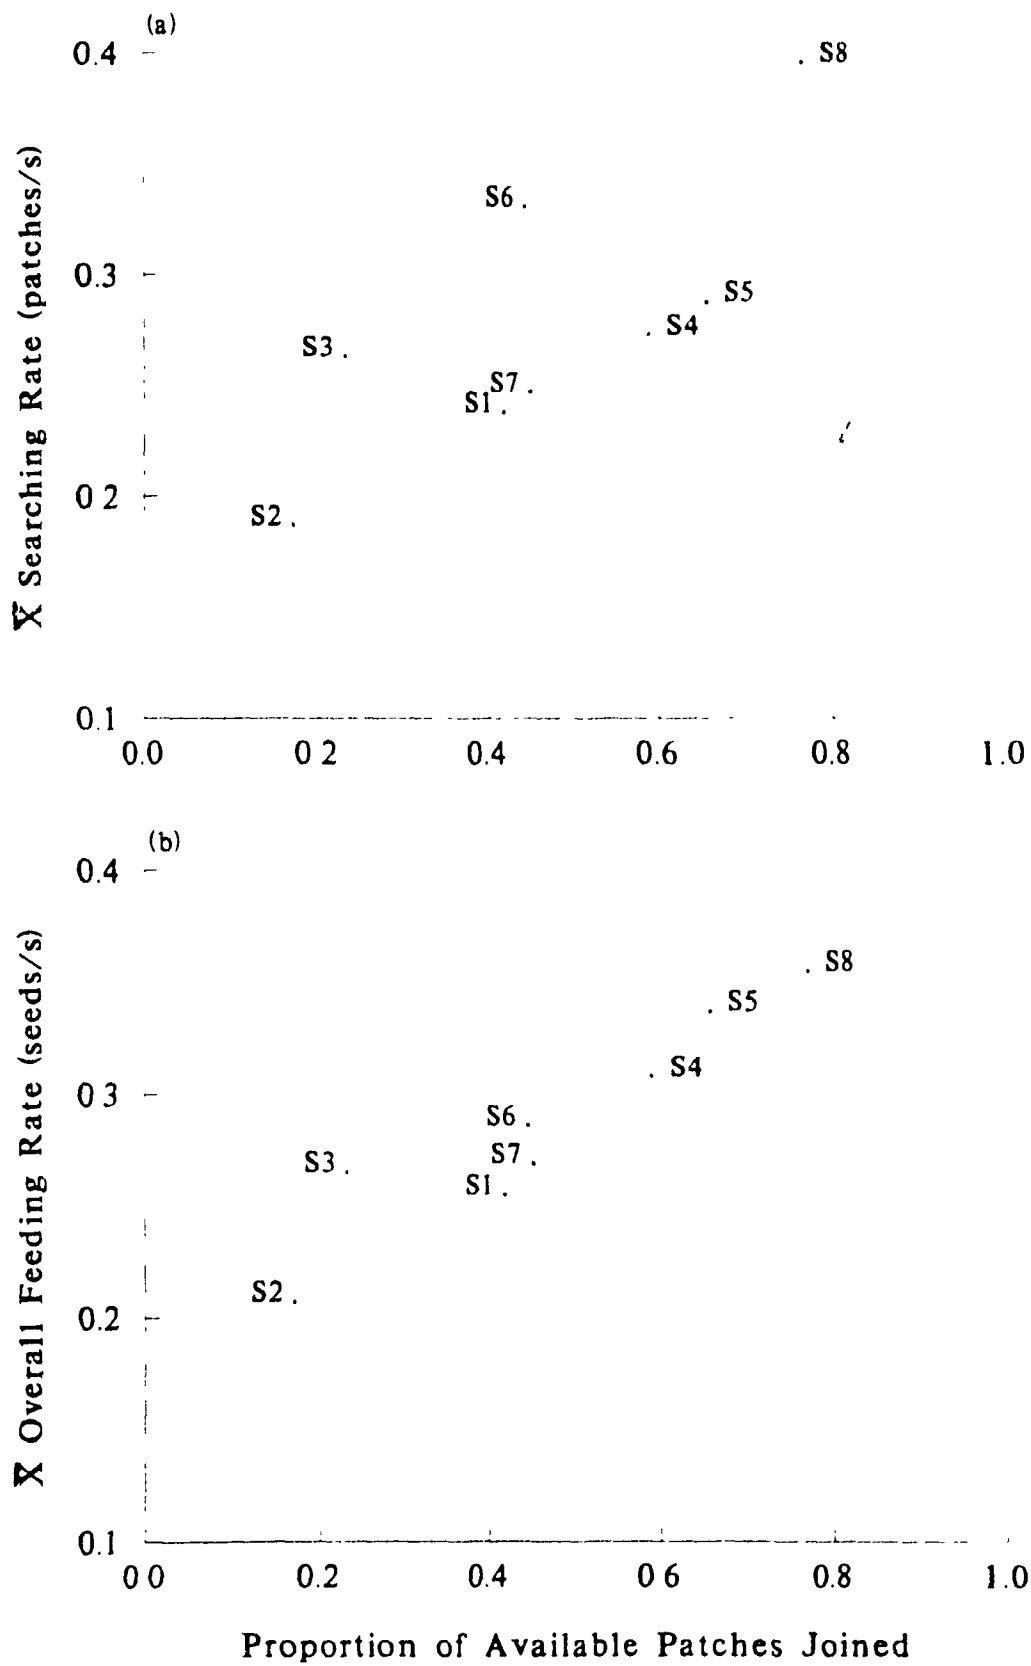 (a)
0.4
S8
S6
X̄ Searching Rate (patches/s)
0.3
S5
S4
S3
S7
S1
0 2
S2
0.1
0.0 0 2 0.4 0.6 0.8 1.0
(b)
0.4
S8
X̄ Overall Feeding Rate (seeds/s)
S5
S4
0 3
S6
S7
S3
S1
S2
0.2
0.1
0 0 0.2 0.4 0 6 0.8 1.0
Proportion of Available Patches Joined